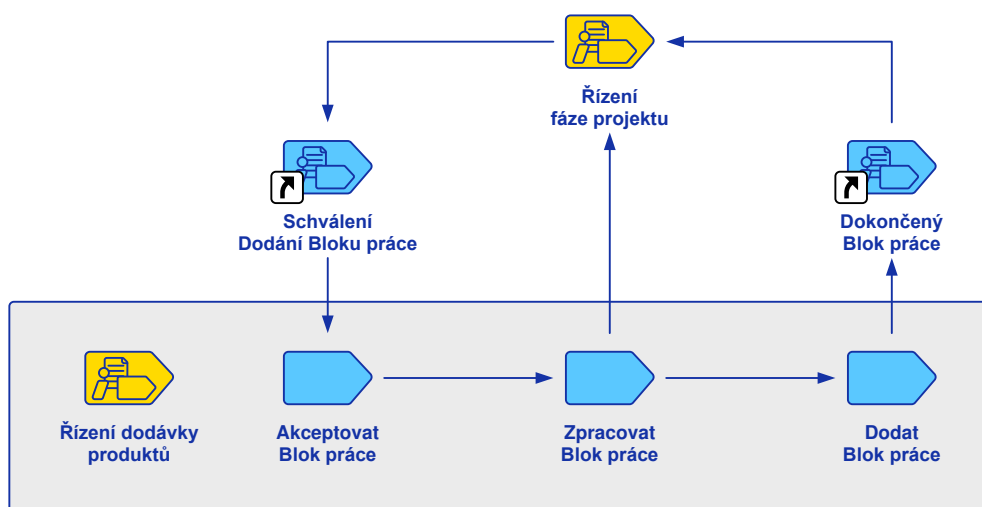 Řízení
fáze projektu
Schválení
Dodání Bloku práce
Dokončený
Blok práce
Řízení dodávky
produktů
Akceptovat
Blok práce
Zpracovat
Blok práce
Dodat
Blok práce